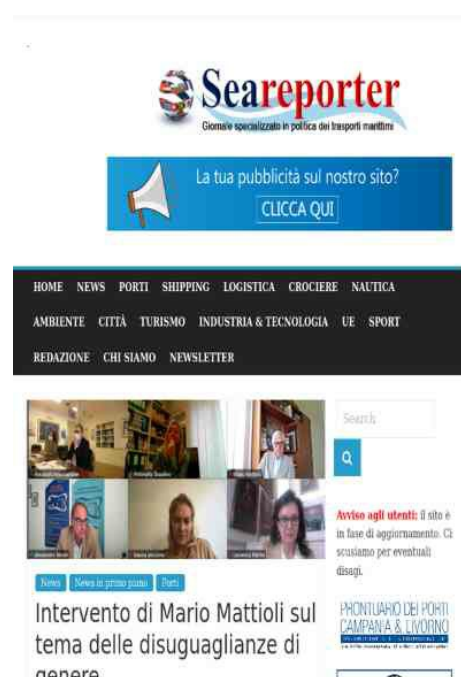 Seareporter
Giornale specializzato in politica dei trasporti marittimi
La tua pubblicità sul nostro sito?
CLICCA QUI
HOME NEWS PORTI SHIPPING LOGISTICA CROCIERE NAUTICA
AMBIENTE CITTÀ TURISMO INDUSTRIA & TECNOLOGIA UE SPORT
REDAZIONE CHI SIAMO NEWSLETTER
Search
Avviso agli utenti: il sito è
in fase di aggiornamento. Ci
scusiamo per eventuali
disagi.
PRONTUARIO DEI PORTI
CAMPANIA & LIVORNO
News News in primo piano Porti
Intervento di Mario Mattioli sul
tema delle disuguaglianze di
genere